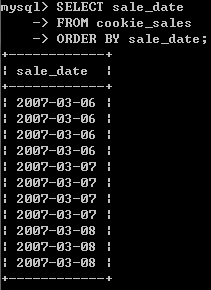 mysql> SELECT sale_date
-> FROM cookie_sales
-> ORDER BY sale_date;
+------------+
¦ sale_date  ¦
+------------+
¦ 2007-03-06 ¦
¦ 2007-03-06 ¦
¦ 2007-03-06 ¦
¦ 2007-03-06 ¦
¦ 2007-03-07 ¦
¦ 2007-03-07 ¦
¦ 2007-03-07 ¦
¦ 2007-03-07 ¦
¦ 2007-03-08 ¦
¦ 2007-03-08 ¦
¦ 2007-03-08 ¦
+------------+